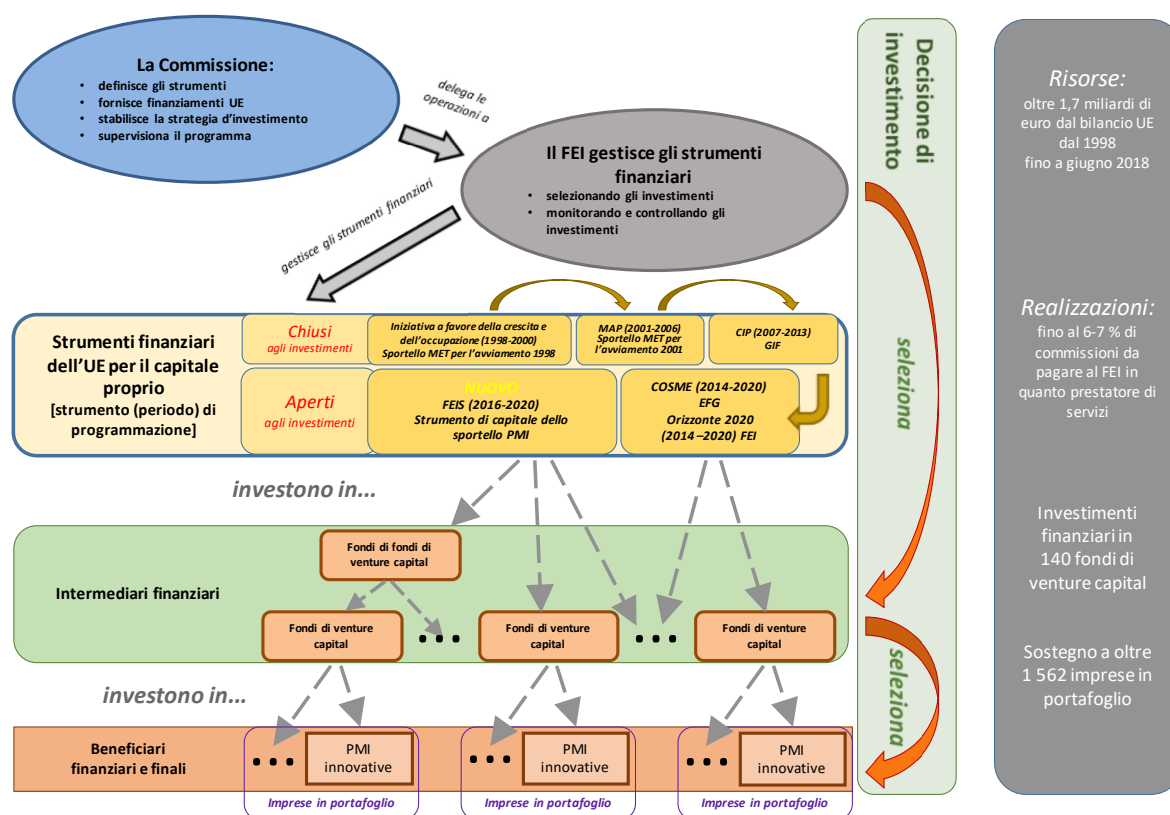 La Commissione:
• definisce gli strumenti
• fornisce finanziamenti UE
• stabilisce la strategia d'investimento
• supervisiona il programma
delega le
operazioni a
Il FEI gestisce gli strumenti
finanziari
• selezionando gli investimenti
• monitorando e controllando gli
investimenti
gestisce gli strumenti finanziari
Strumenti finanziari
dell'UE per il capitale
proprio
[strumento (periodo) di
programmazione]
Chiusi
agli investimenti
Iniziativa a favore della crescita e
dell'occupazione (1998-2000)
Sportello MET per l'avviamento 1998
MAP (2001-2006)
Sportello MET per
l'avviamento 2001
CIP (2007-2013)
GIF
Aperti
agli investimenti
NUOVO
FEIS (2016-2020)
Strumento di capitale dello
sportello PMI
COSME (2014-2020)
EFG
Orizzonte 2020
(2014 –2020) FEI
investono in...
Intermediari finanziari
Fondi di fondi di
venture capital
Fondi di venture
capital
...
Fondi di venture
capital
...
Fondi di venture
capital
investono in...
Beneficiari
finanziari e finali
...
PMI
innovative
Imprese in portafoglio
...
PMI
innovative
Imprese in portafoglio
...
PMI
innovative
Imprese in portafoglio
Decisione di
investimento
seleziona
seleziona
Risorse:
oltre 1,7 miliardi di
euro dal bilancio UE
dal 1998
fino a giugno 2018
Realizzazioni:
fino al 6-7 % di
commissioni da
pagare al FEI in
quanto prestatore di
servizi
Investimenti
finanziari in
140 fondi di
venture capital
Sostegno a oltre
1 562 imprese in
portafoglio